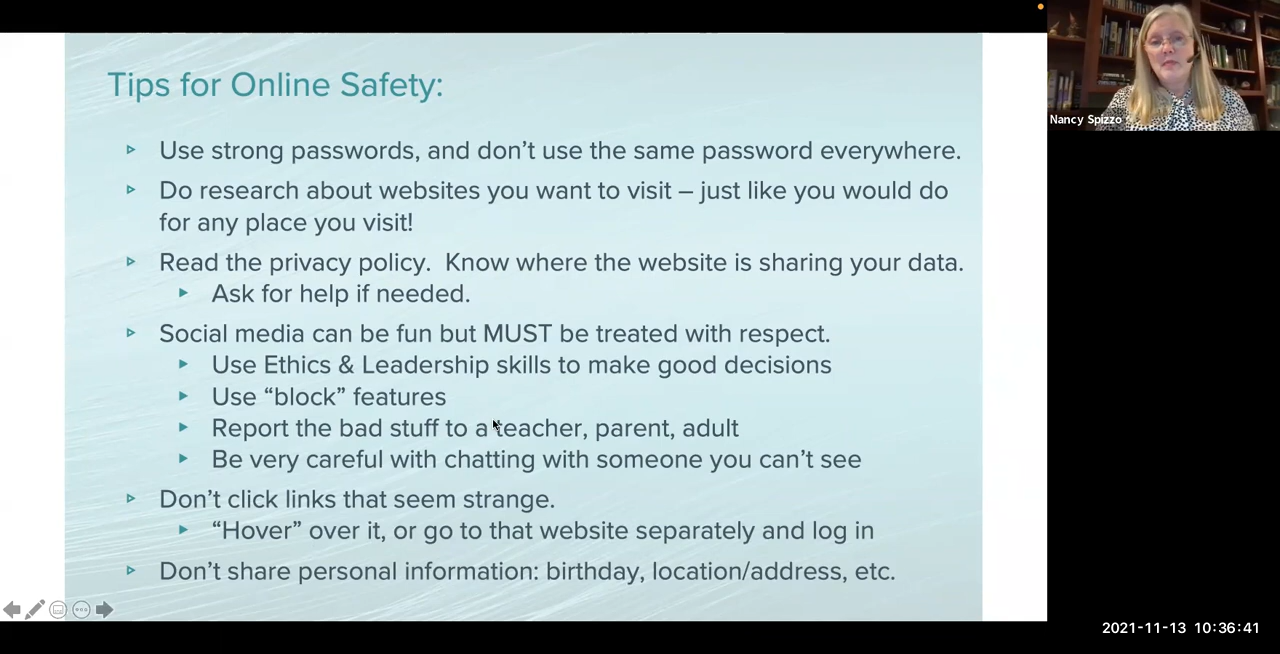 Tips for Online Safety:
Use strong passwords, and don’t use the same password everywhere.
Do research about websites you want to visit – just like you would do
for any place you visit!
Read the privacy policy.  Know where the website is sharing your data.
Ask for help if needed.
Social media can be fun but MUST be treated with respect.
Use Ethics & Leadership skills to make good decisions
Use “block” features
Report the bad stuff to a teacher, parent, adult
Be very careful with chatting with someone you can’t see
Don’t click links that seem strange.
“Hover” over it, or go to that website separately and log in
Don’t share personal information: birthday, location/address, etc.
Nancy Spizzo
2021-11-13 10:36:41